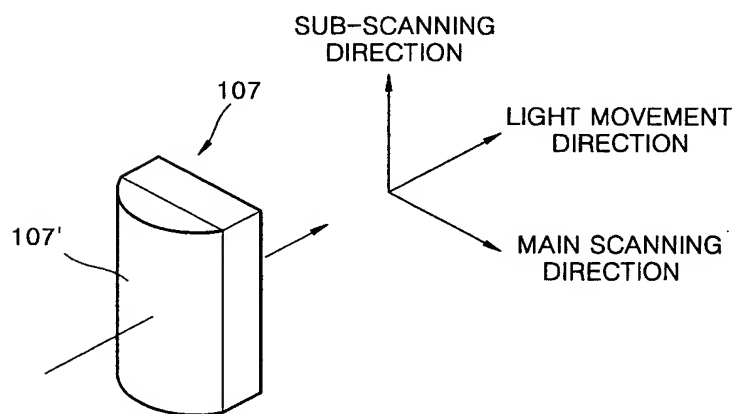 SUB-SCANNING
DIRECTION
107
LIGHT MOVEMENT
DIRECTION
107'
MAIN SCANNING
DIRECTION